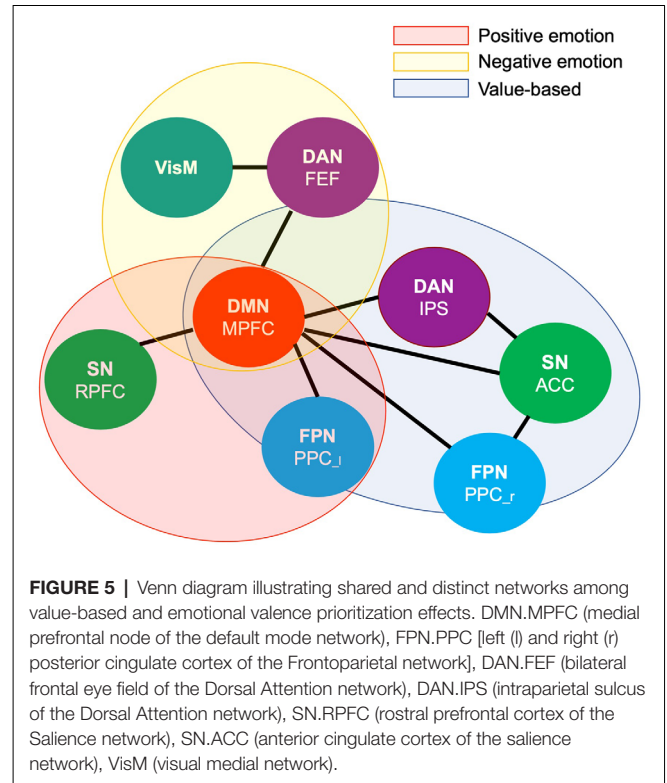 Positive emotion
Negative emotion
Value-based
VisM
DAN
FEF
DAN
IPS
DMN
MPFC
SN
RPFC
SN
ACC
FPN
PPC_l
FPN
PPC_r
FIGURE 5 | Venn diagram illustrating shared and distinct networks among
value-based and emotional valence prioritization effects. DMN.MPFC (medial
prefrontal node of the default mode network), FPN.PPC [left (l) and right (r)
posterior cingulate cortex of the Frontoparietal network], DAN.FEF (bilateral
frontal eye field of the Dorsal Attention network), DAN.IPS (intraparietal sulcus
of the Dorsal Attention network), SN.RPFC (rostral prefrontal cortex of the
Salience network), SN.ACC (anterior cingulate cortex of the salience
network), VisM (visual medial network).